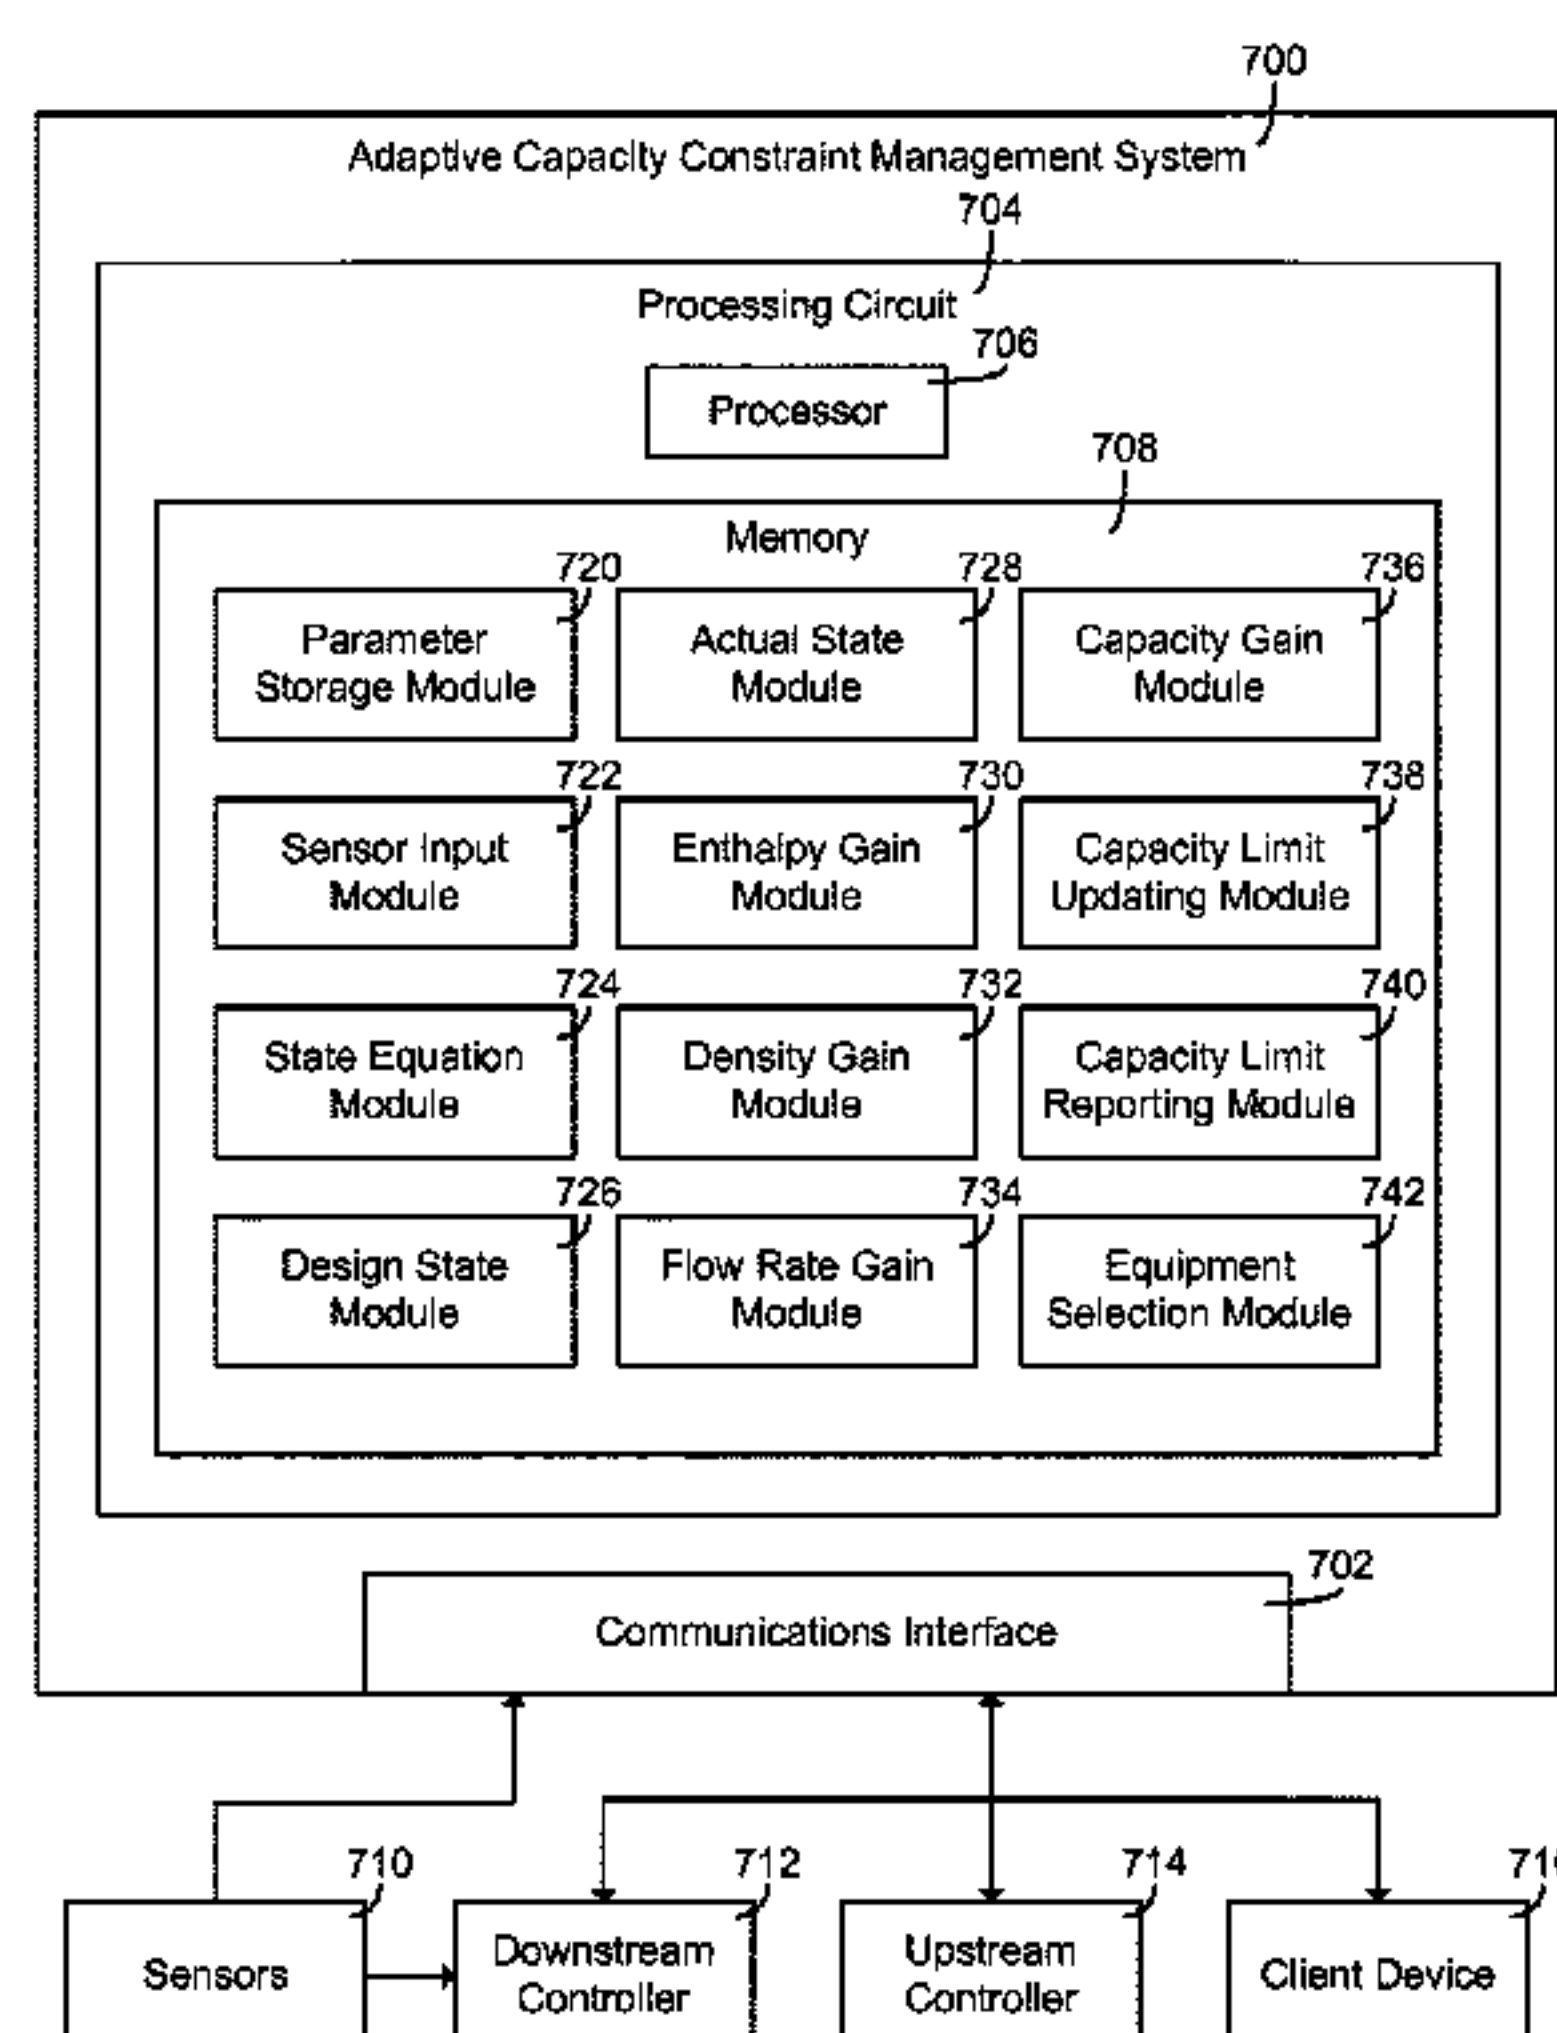 700
Adaptive Capacity Constraint Management System
704
Processing Circuit
706
Processor
708
Memory
720
Parameter
Storage Module
728
Actual State
Module
736
Capacity Gain
Module
722
Sensor Input
Module
730
Enthalpy Gain
Module
738
Capacity Limit
Updating Module
724
State Equation
Module
732
Density Gain
Module
740
Capacity Limit
Reporting Module
726
Design State
Module
734
Flow Rate Gain
Module
742
Equipment
Selection Module
702
Communications Interface
710
Sensors
712
Downstream
Controller
714
Upstream
Controller
Client Device